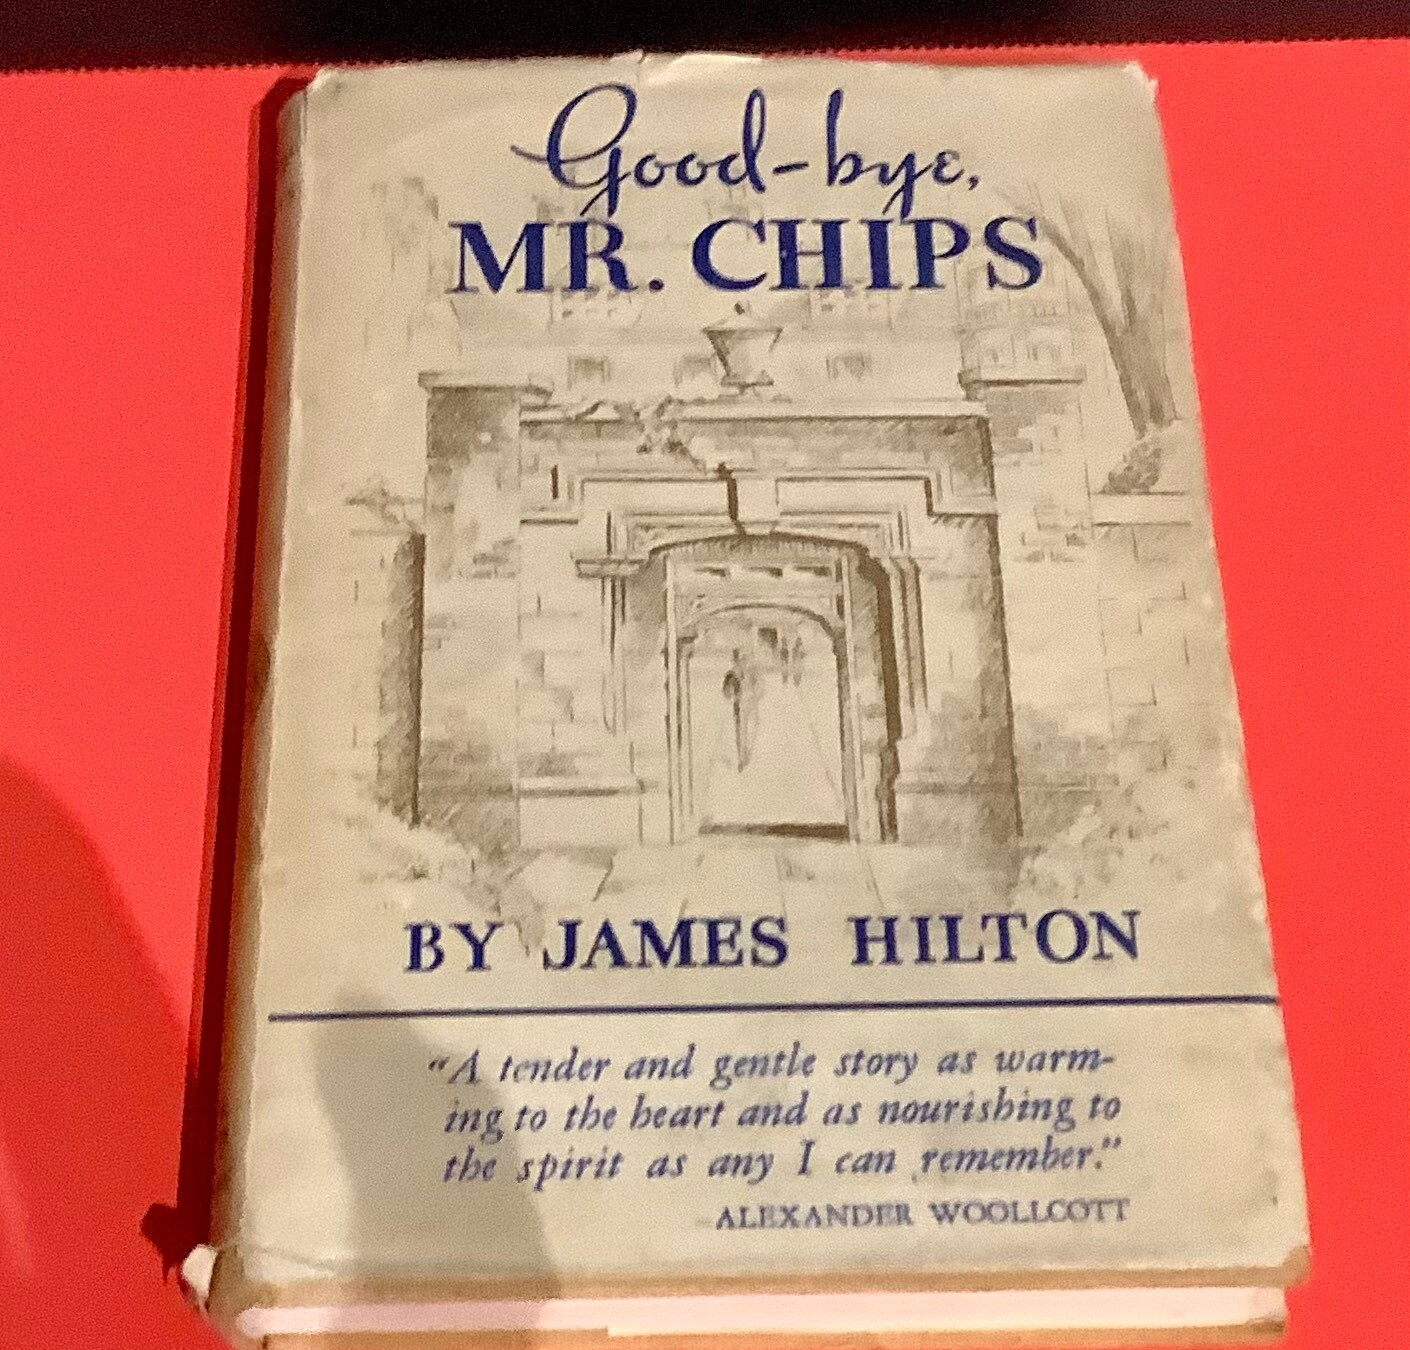 Good-bye,
MR. CHIPS
BY JAMES HILTON
"A tender and gentle story as warm-
ing to the heart and as nourishing to
the spirit as any I can remember."
ALEXANDER WOOLLCOTT